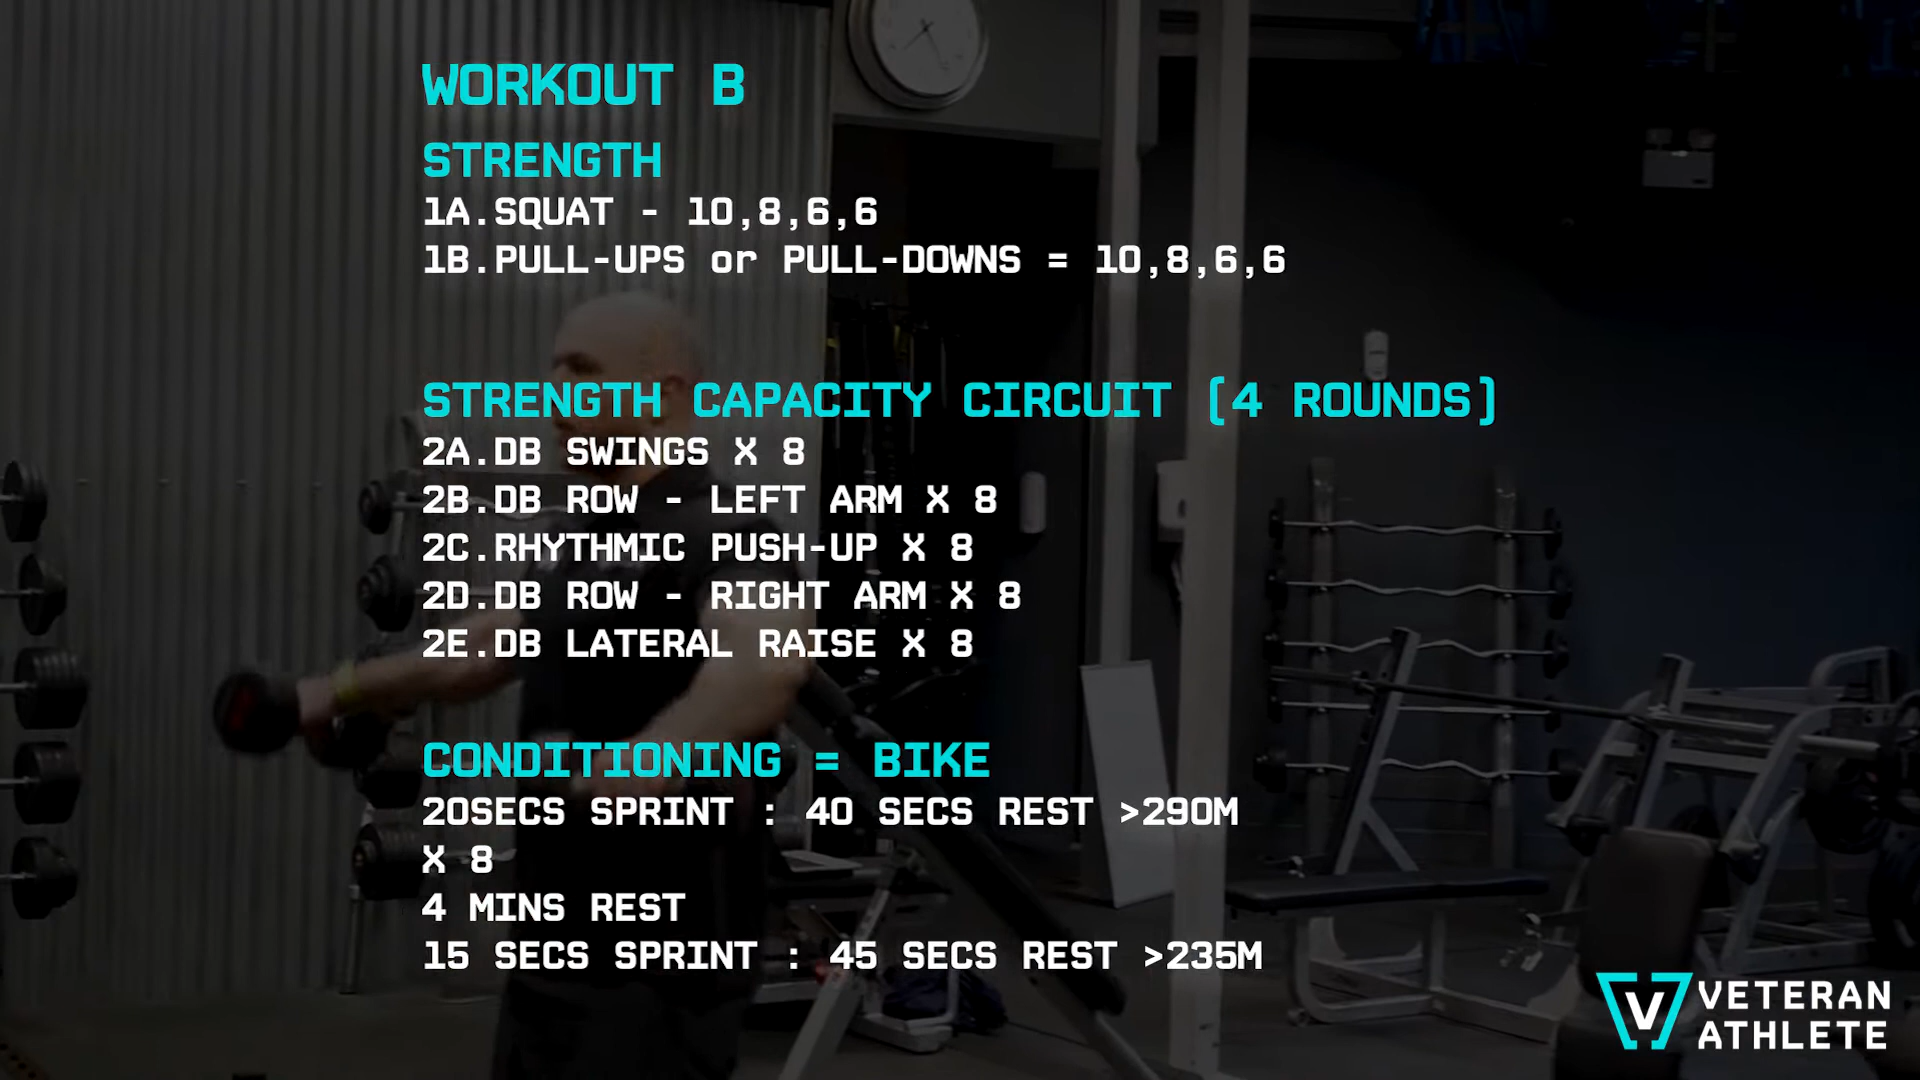 WORKOUT B
STRENGTH
1A.SQUAT - 10,8,6,6
1B.PULL-UPS or PULL-DOWNS = 10,8,6,6
STRENGTH CAPACITY CIRCUIT (4 ROUNDS)
2A.DB SWINGS X 8
2B.DB ROW - LEFT ARM X 8
2C.RHYTHMIC PUSH-UP X 8
2D.DB ROW - RIGHT ARM X 8
2E.DB LATERAL RAISE X 8
CONDITIONING = BIKE
20SECS SPRINT : 40 SECS REST >290M
X 8
4 MINS REST
15 SECS SPRINT : 45 SECS REST >235M
VETERAN
ATHLETE